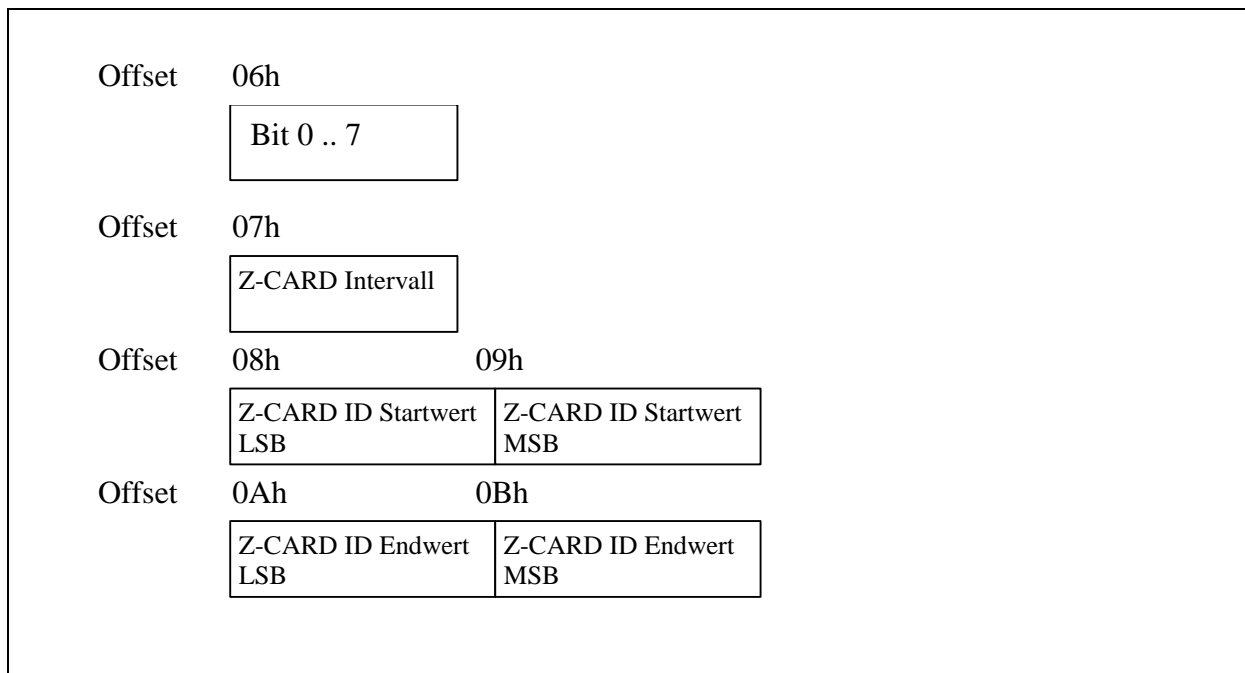 Offset 06h
Bit 0 .. 7
Offset 07h
Z-CARD Intervall
Offset 08h 09h
Z-CARD ID Startwert Z-CARD ID Startwert
LSB MSB
Offset 0Ah 0Bh
Z-CARD ID Endwert Z-CARD ID Endwert
LSB MSB